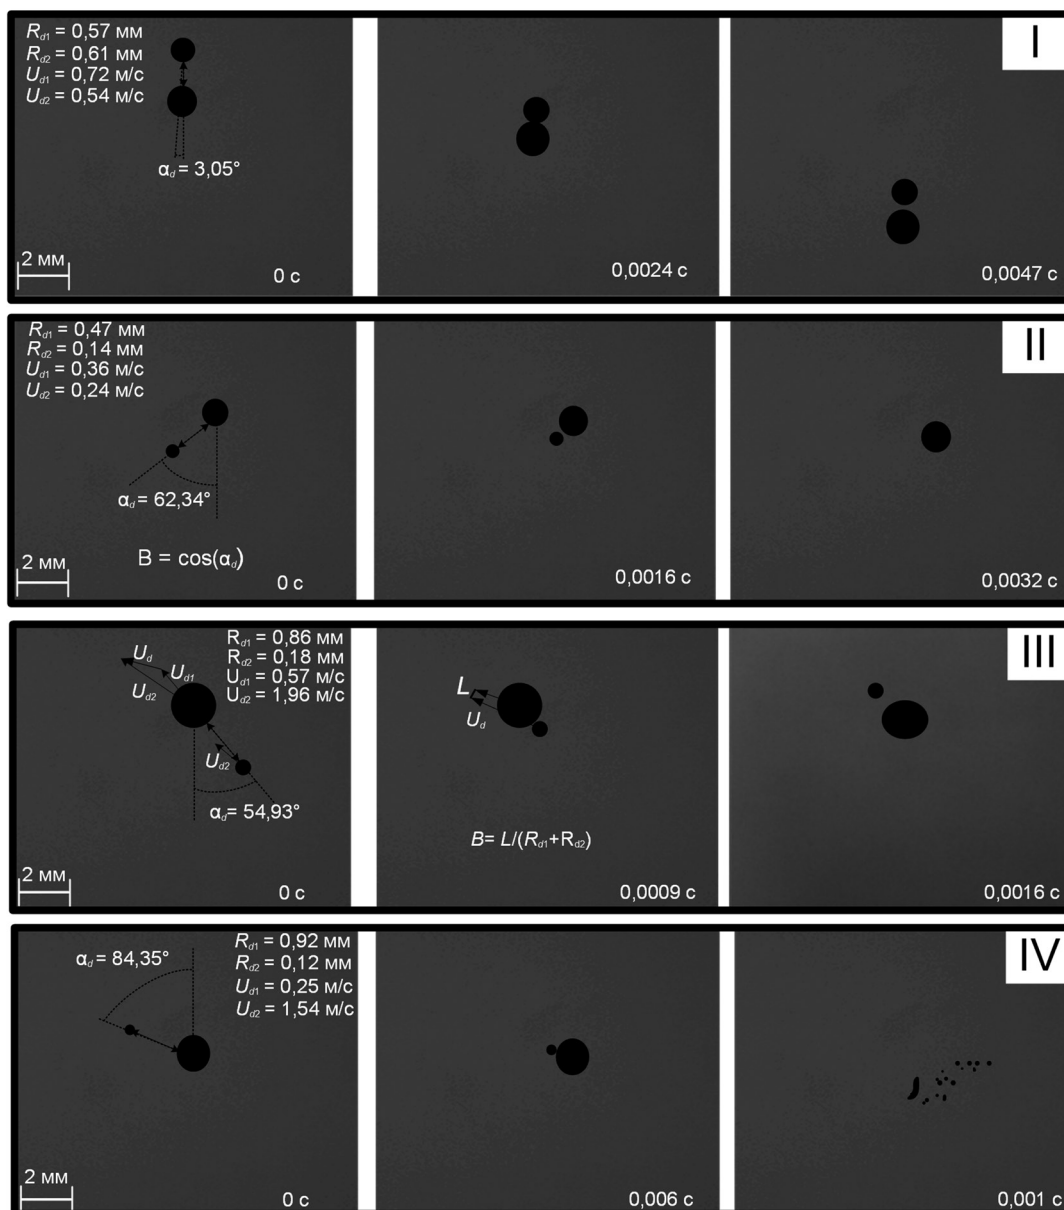 R_d1 = 0,57 мм
R_d2 = 0,61 мм
U_d1 = 0,72 м/с
U_d2 = 0,54 м/с
α_d = 3,05°
2 мм
0 с
0,0024 с
I
0,0047 с
R_d1 = 0,47 мм
R_d2 = 0,14 мм
U_d1 = 0,36 м/с
U_d2 = 0,24 м/с
α_d = 62,34°
B = cos(α_d)
2 мм
0 с
0,0016 с
II
0,0032 с
U_d
U_d1
U_d2
R_d1 = 0,86 мм
R_d2 = 0,18 мм
U_d1 = 0,57 м/с
U_d2 = 1,96 м/с
U_d2
α_d = 54,93°
2 мм
0 с
L
U_d
B= L/(R_d1+R_d2)
0,0009 с
III
0,0016 с
α_d = 84,35°
R_d1 = 0,92 мм
R_d2 = 0,12 мм
U_d1 = 0,25 м/с
U_d2 = 1,54 м/с
2 мм
0 с
0,006 с
IV
0,001 с